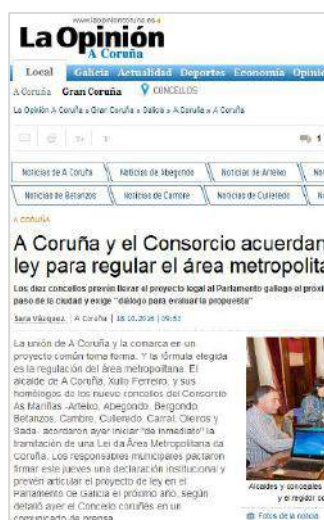 www.laopinioncoruna.es
La Opinión
A Coruña
Local Galicia Actualidad Deportes Economía Opinió
A Coruña Gran Coruña CONCELLOS
La Opinión A Coruña » Gran Coruña » Galicia » A Coruña » A Coruña
1
Noticias de A Coruña Noticias de Abegondo Noticias de Arteixo No
Noticias de Betanzos Noticias de Cambre Noticias de Culleredo N
A CORUÑA
A Coruña y el Consorcio acuerdan
ley para regular el área metropolita
Los diez concellos prevén llevar el proyecto legal al Parlamento gallego el próxi
paso de la ciudad y exige "diálogo para evaluar la propuesta"
Sara Vázquez | A Coruña | 18.10.2016 | 09:53
La unión de A Coruña y la comarca en un
proyecto común toma forma. Y la fórmula elegida
es la regulación del área metropolitana. El
alcalde de A Coruña, Xulio Ferreiro, y sus
homólogos de los nueve concellos del Consorcio
As Mariñas -Arteixo, Abegondo, Bergondo,
Betanzos, Cambre, Culleredo, Carral, Oleiros y
Sada- acordaron ayer iniciar "de inmediato" la
tramitación de una Lei da Área Metropolitana da
Coruña. Los responsables municipales pactaron
firmar este jueves una declaración institucional y
prevén articular el proyecto de ley en el
Parlamento de Galicia el próximo año, según
detalló ayer el Concello coruñés en un
comunicado de prensa
Alcaldes y concejales
y el regidor co
Fotos de la noticia